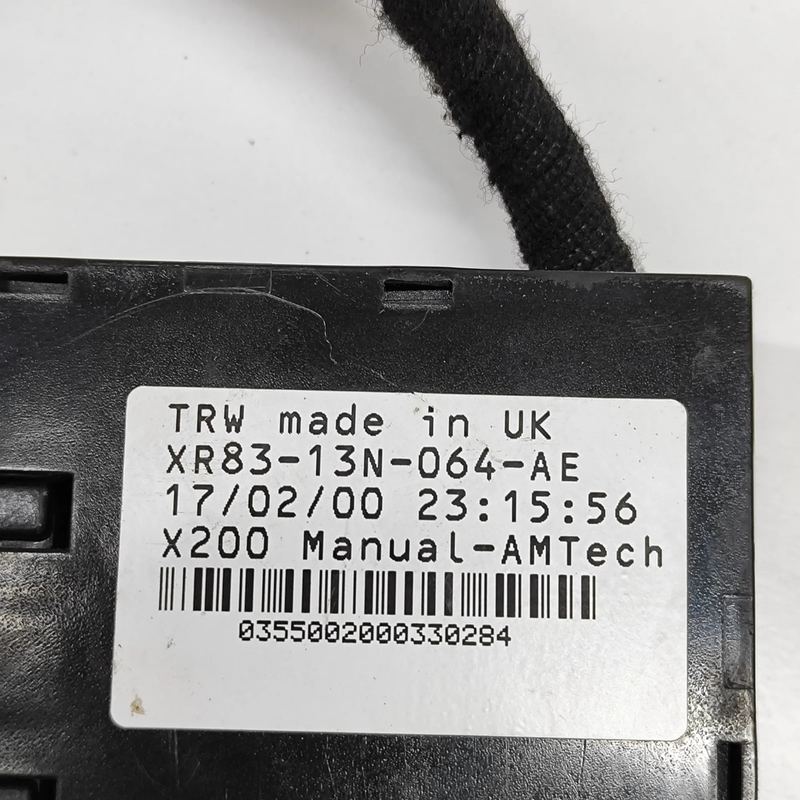 TRW made in UK
XR83-13N-064-AE
17/02/00 23:15:56
X200 Manual-AMTech
0355002000330284